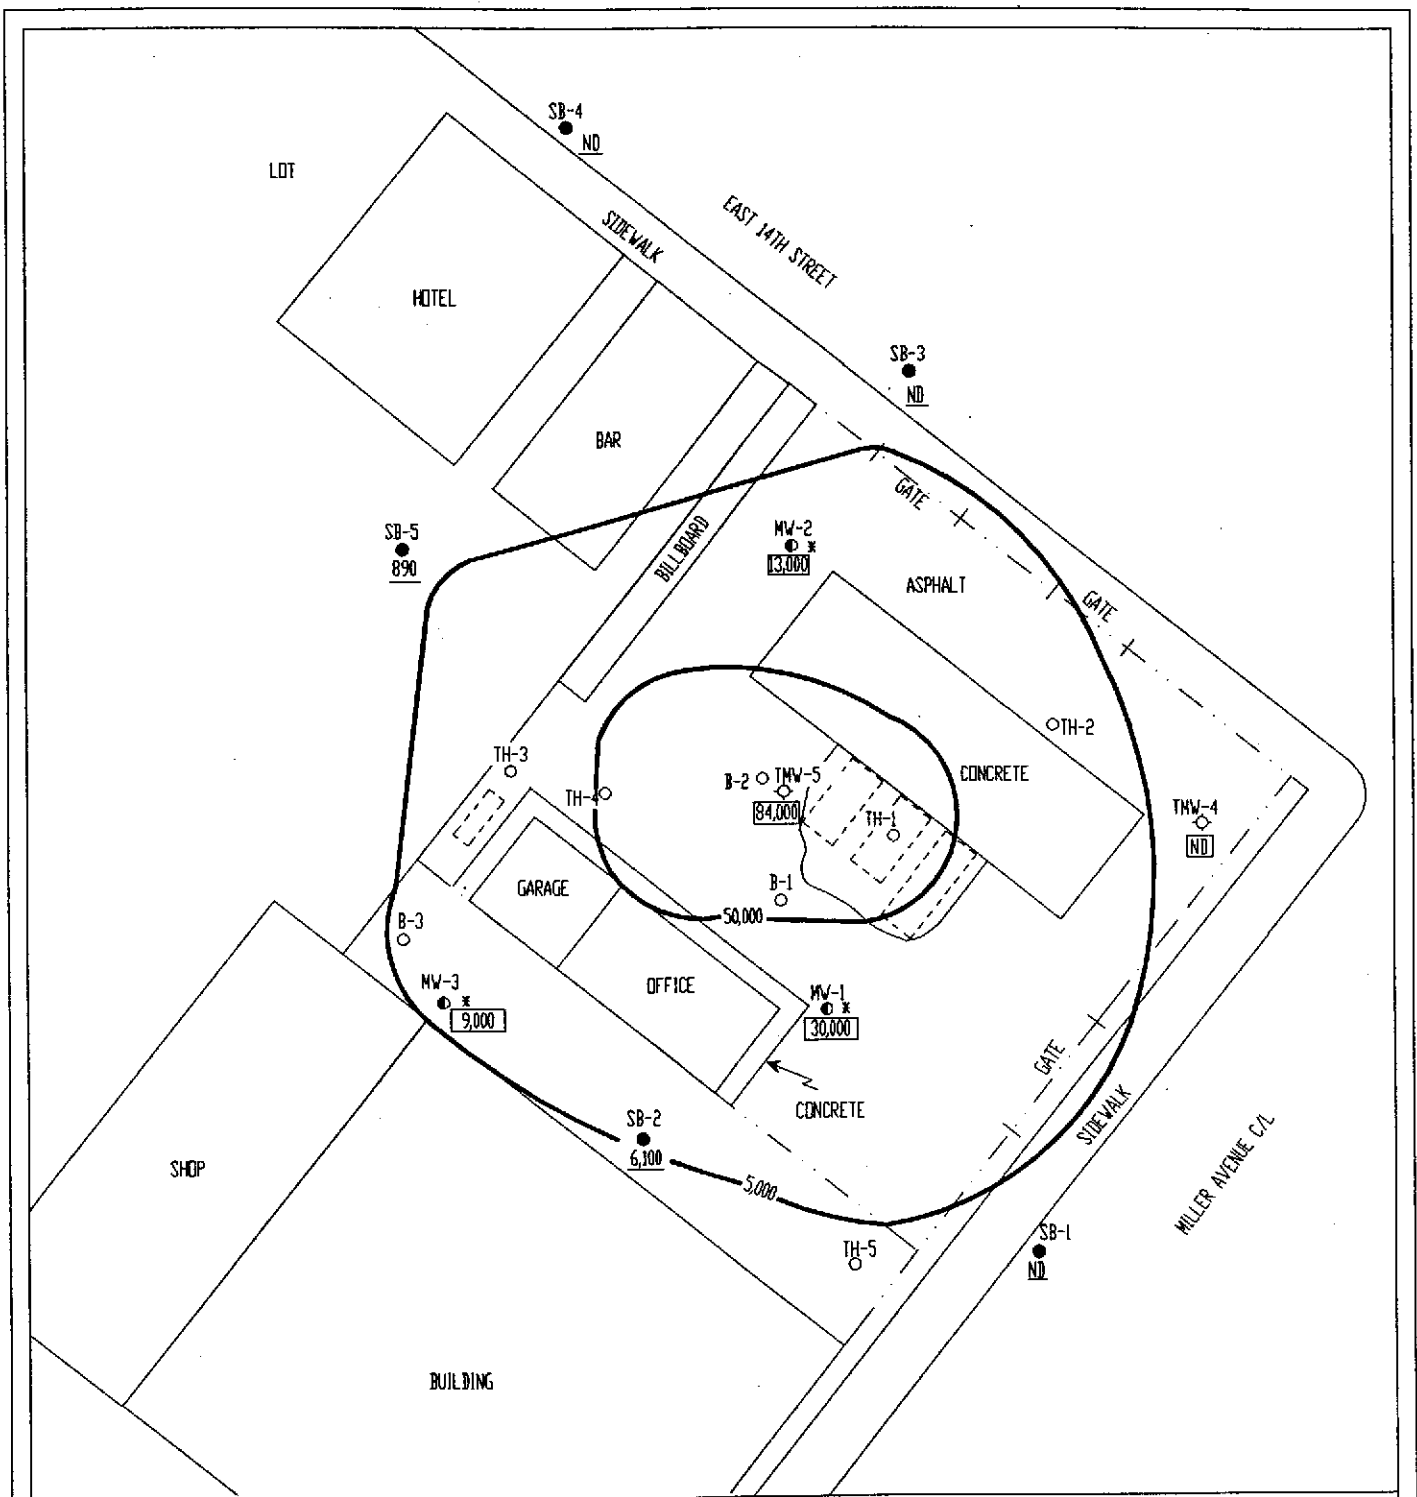 SB-4
ND
LOT
SIDEWALK
EAST 14TH STREET
HOTEL
SB-3
ND
BAR
GATE
SB-5
890
MW-2
*
13,000
BILLBOARD
ASPHALT
GATE
TH-2
TH-3
B-2
TMW-5
84,000
CONCRETE
TH-4
TH-1
TMW-4
ND
GARAGE
B-1
50,000
B-3
OFFICE
MW-3
*
9,000
MW-1
*
30,000
GATE
CONCRETE
SIDEWALK
SB-2
6,100
SHOP
5,000
MILLER AVENUE C/L
SB-1
ND
TH-5
BUILDING